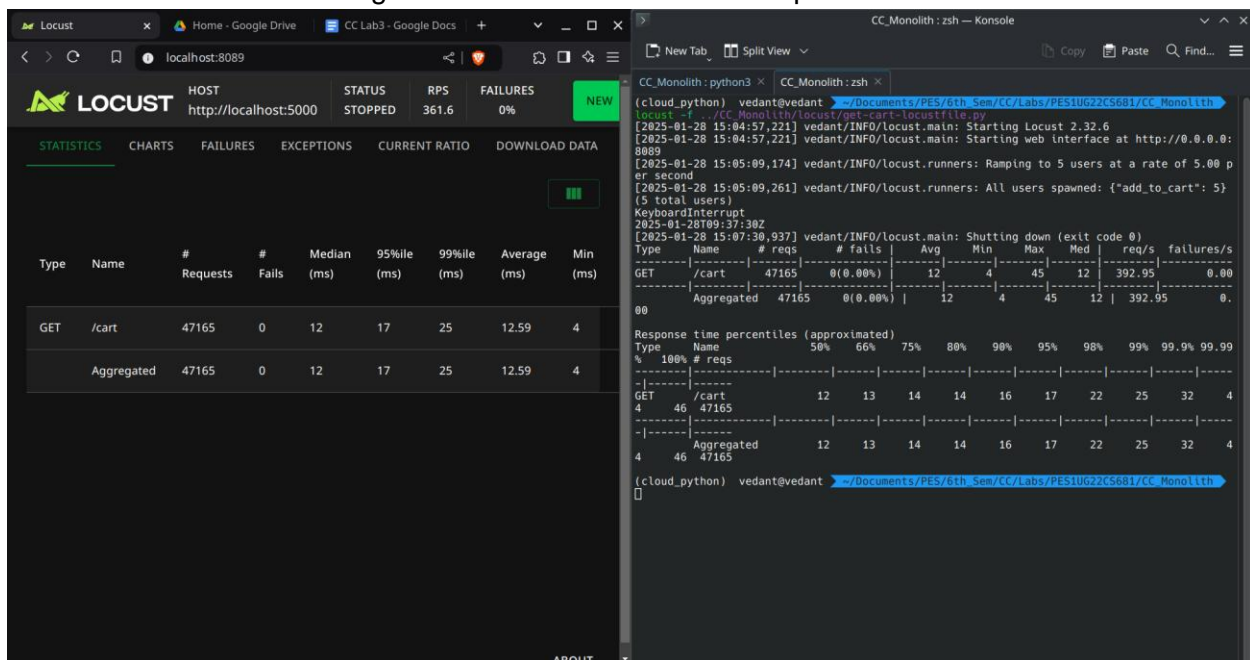 Locust
Home - Google Drive
CC Lab3 - Google Docs
localhost:8089
LOCUST
HOST
http://localhost:5000
STATUS
STOPPED
RPS
361.6
FAILURES
0%
NEW
STATISTICS CHARTS FAILURES EXCEPTIONS CURRENT RATIO DOWNLOAD DATA
Type Name # Requests # Fails Median (ms) 95%ile (ms) 99%ile (ms) Average (ms) Min (ms)
GET /cart 47165 0 12 17 25 12.59 4
Aggregated 47165 0 12 17 25 12.59 4
CC_Monolith : zsh — Konsole
New Tab Split View Copy Paste Find...
CC_Monolith : python3 × CC_Monolith : zsh ×
(cloud_python) vedant@vedant ~/Documents/PES/6th_Sem/CC/Labs/PES1UG22CS681/CC_Monolith
locust -f ../CC_Monolith/locust/get-cart-locustfile.py
[2025-01-28 15:04:57,221] vedant/INFO/locust.main: Starting Locust 2.32.6
[2025-01-28 15:04:57,221] vedant/INFO/locust.main: Starting web interface at http://0.0.0.0:
8089
[2025-01-28 15:05:09,174] vedant/INFO/locust.runners: Ramping to 5 users at a rate of 5.00 p
er second
[2025-01-28 15:05:09,261] vedant/INFO/locust.runners: All users spawned: {"add_to_cart": 5}
(5 total users)
KeyboardInterrupt
2025-01-28T09:37:30Z
[2025-01-28 15:07:30,937] vedant/INFO/locust.main: Shutting down (exit code 0)
Type Name # reqs # fails | Avg Min Max Med | req/s failures/s
--------|--------|--------|--------|------|------|------|------|--------|--------
GET /cart 47165 0(0.00%) | 12 4 45 12 | 392.95 0.00
--------|--------|--------|--------|------|------|------|------|--------|--------
Aggregated 47165 0(0.00%) | 12 4 45 12 | 392.95 0.
00
Response time percentiles (approximated)
Type Name 50% 66% 75% 80% 90% 95% 98% 99% 99.9% 99.99
% 100% # reqs
--------|--------|--------|------|------|------|------|------|------|------|-----
-|------|------
GET /cart 12 13 14 14 16 17 22 25 32 4
4 46 47165
--------|--------|--------|------|------|------|------|------|------|------|-----
-|------|------
Aggregated 12 13 14 14 16 17 22 25 32 4
4 46 47165
(cloud_python) vedant@vedant ~/Documents/PES/6th_Sem/CC/Labs/PES1UG22CS681/CC_Monolith